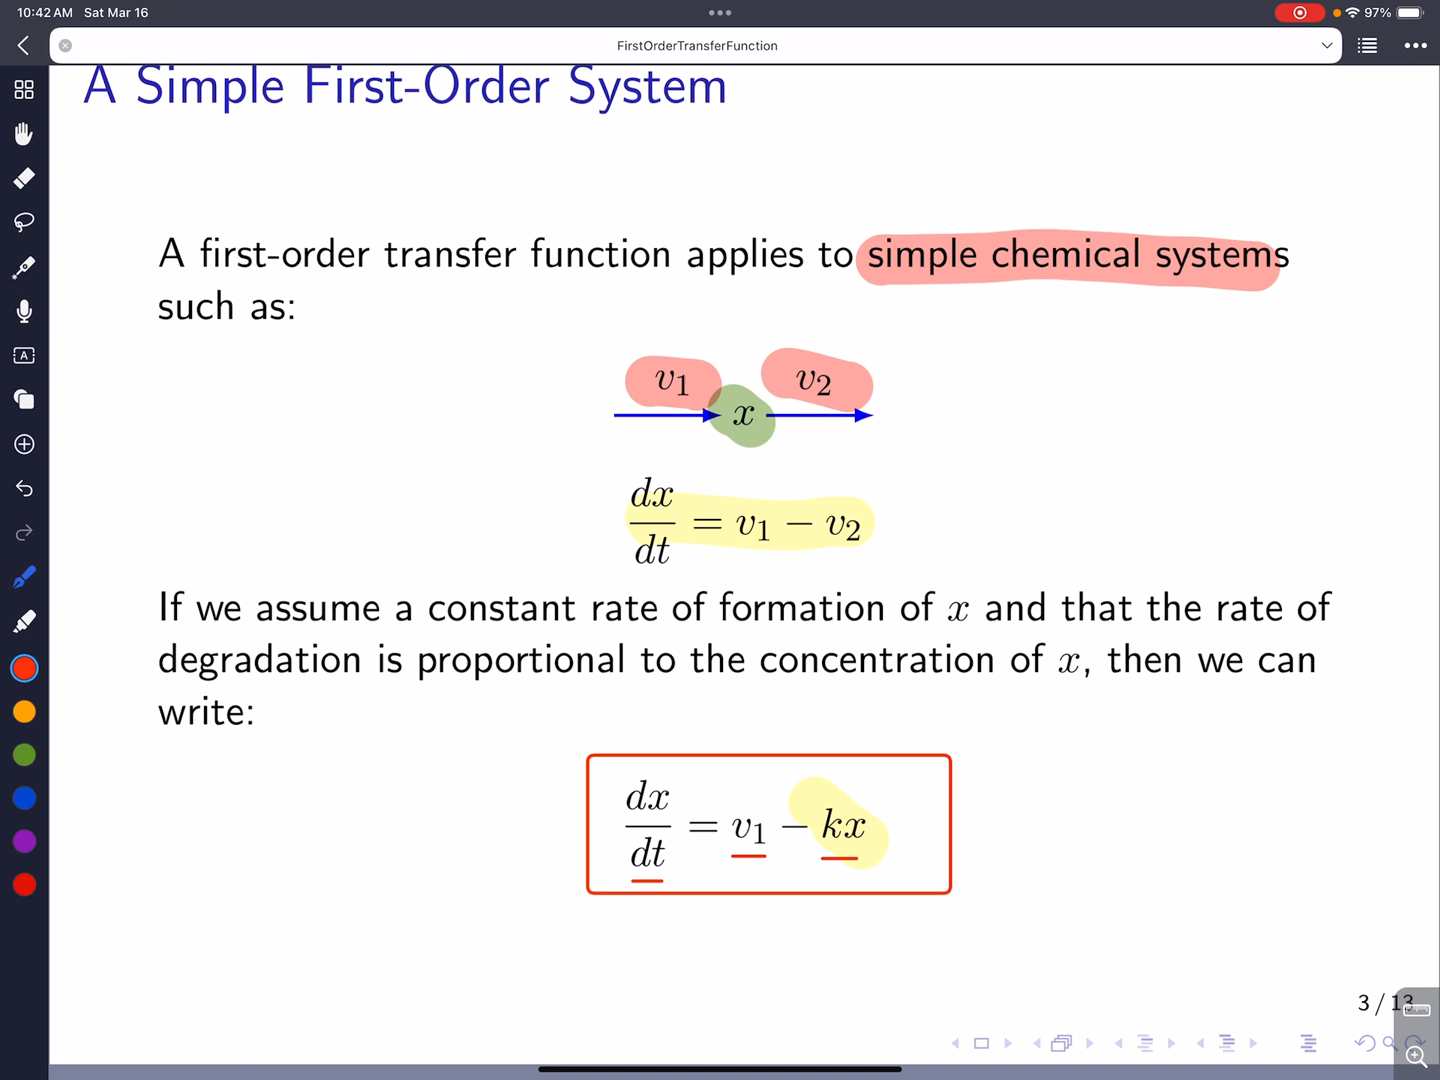 10:42 AM Sat Mar 16
97%
FirstOrderTransferFunction
A Simple First-Order System
A first-order transfer function applies to simple chemical systems
such as:
v₁ x v₂
dx/dt = v₁ − v₂
If we assume a constant rate of formation of x and that the rate of
degradation is proportional to the concentration of x, then we can
write:
dx/dt = v₁ − kx
3 / 13